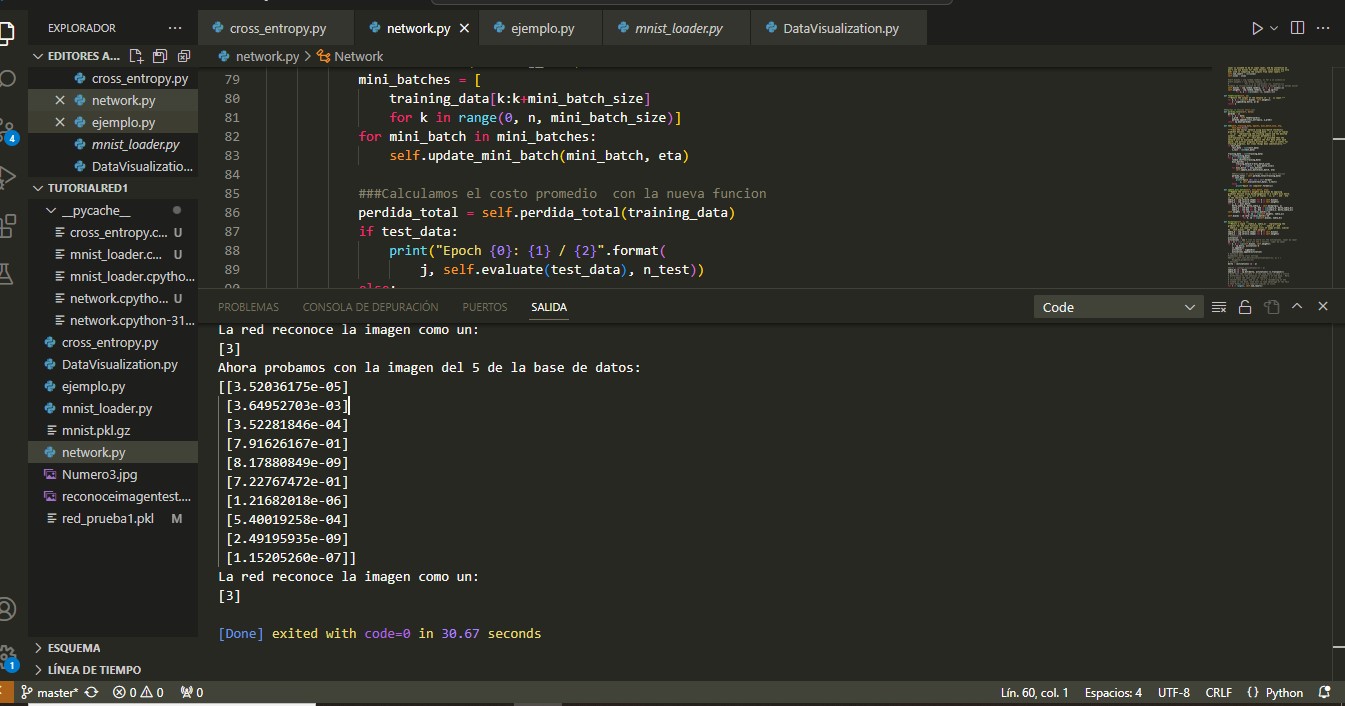 EXPLORADOR ···
cross_entropy.py network.py ejemplo.py mnist_loader.py DataVisualization.py
EDITORES A...
network.py > Network
cross_entropy.py
network.py
ejemplo.py
mnist_loader.py
DataVisualizatio...
TUTORIALRED1
__pycache__
cross_entropy.c... U
mnist_loader.c... U
mnist_loader.cpytho...
network.cpytho... U
network.cpython-31...
cross_entropy.py
DataVisualization.py
ejemplo.py
mnist_loader.py
mnist.pkl.gz
network.py
Numero3.jpg
reconoceimagentest....
red_prueba1.pkl M
ESQUEMA
LÍNEA DE TIEMPO
4
1
79 mini_batches = [
80 training_data[k:k+mini_batch_size]
81 for k in range(0, n, mini_batch_size)]
82 for mini_batch in mini_batches:
83 self.update_mini_batch(mini_batch, eta)
84
85 ###Calculamos el costo promedio  con la nueva funcion
86 perdida_total = self.perdida_total(training_data)
87 if test_data:
88 print("Epoch {0}: {1} / {2}".format(
89 j, self.evaluate(test_data), n_test))
90 else:
PROBLEMAS CONSOLA DE DEPURACIÓN PUERTOS SALIDA Code
La red reconoce la imagen como un:
[3]
Ahora probamos con la imagen del 5 de la base de datos:
[[3.52036175e-05]
[3.64952703e-03]
[3.52281846e-04]
[7.91626167e-01]
[8.17880849e-09]
[7.22767472e-01]
[1.21682018e-06]
[5.40019258e-04]
[2.49195935e-09]
[1.15205260e-07]]
La red reconoce la imagen como un:
[3]
[Done] exited with code=0 in 30.67 seconds
master* 0 0 0 Lín. 60, col. 1 Espacios: 4 UTF-8 CRLF {} Python